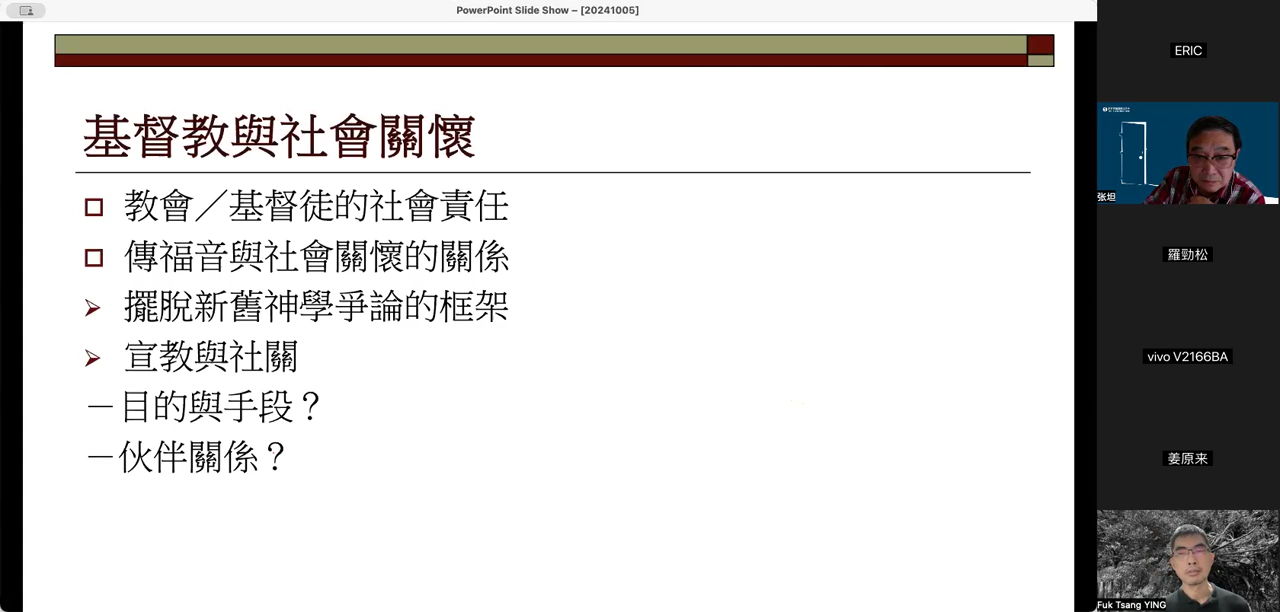 PowerPoint Slide Show – [20241005]
基督教與社會關懷
教會／基督徒的社會責任
傳福音與社會關懷的關係
擺脫新舊神學爭論的框架
宣教與社關
－目的與手段？
－伙伴關係？
ERIC
张坦
羅勁松
vivo V2166BA
姜原来
Fuk Tsang YING